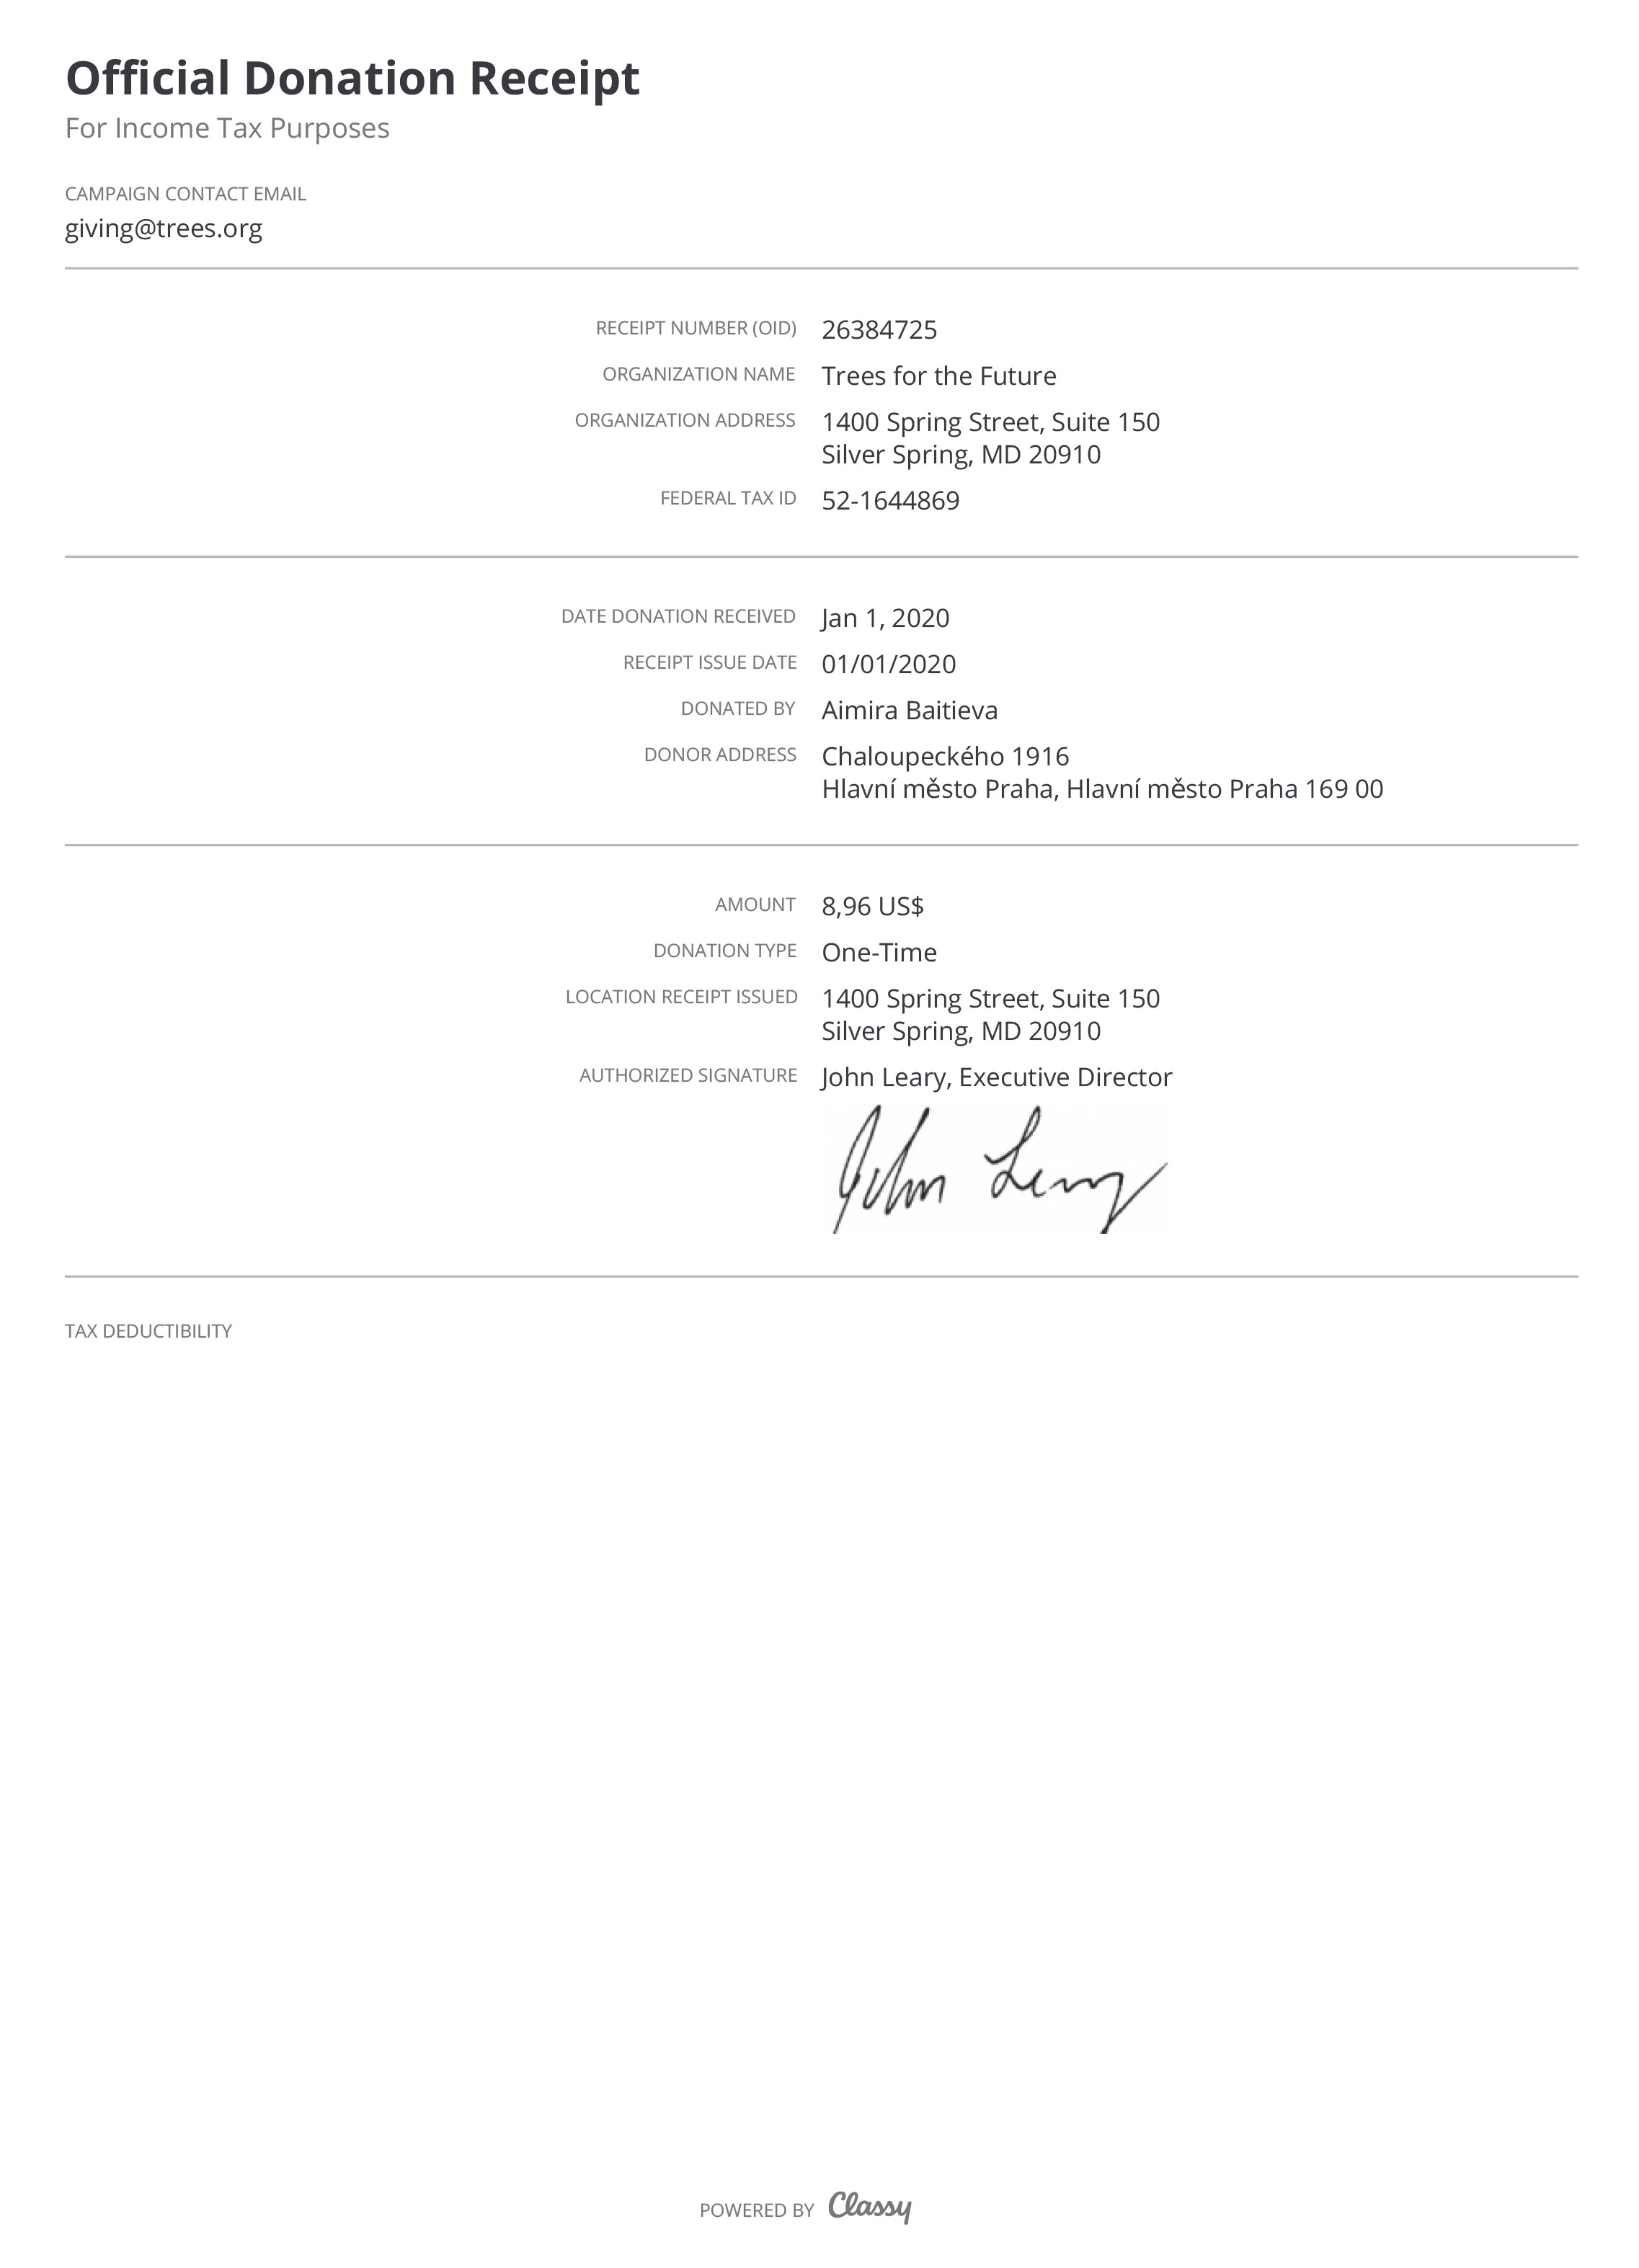 Official Donation Receipt
For Income Tax Purposes
CAMPAIGN CONTACT EMAIL
giving@trees.org
RECEIPT NUMBER (OID) 26384725
ORGANIZATION NAME Trees for the Future
ORGANIZATION ADDRESS 1400 Spring Street, Suite 150
Silver Spring, MD 20910
FEDERAL TAX ID 52-1644869
DATE DONATION RECEIVED Jan 1, 2020
RECEIPT ISSUE DATE 01/01/2020
DONATED BY Aimira Baitieva
DONOR ADDRESS Chaloupeckého 1916
Hlavní město Praha, Hlavní město Praha 169 00
AMOUNT 8,96 US$
DONATION TYPE One-Time
LOCATION RECEIPT ISSUED 1400 Spring Street, Suite 150
Silver Spring, MD 20910
AUTHORIZED SIGNATURE John Leary, Executive Director
John Leary
TAX DEDUCTIBILITY
POWERED BY Classy